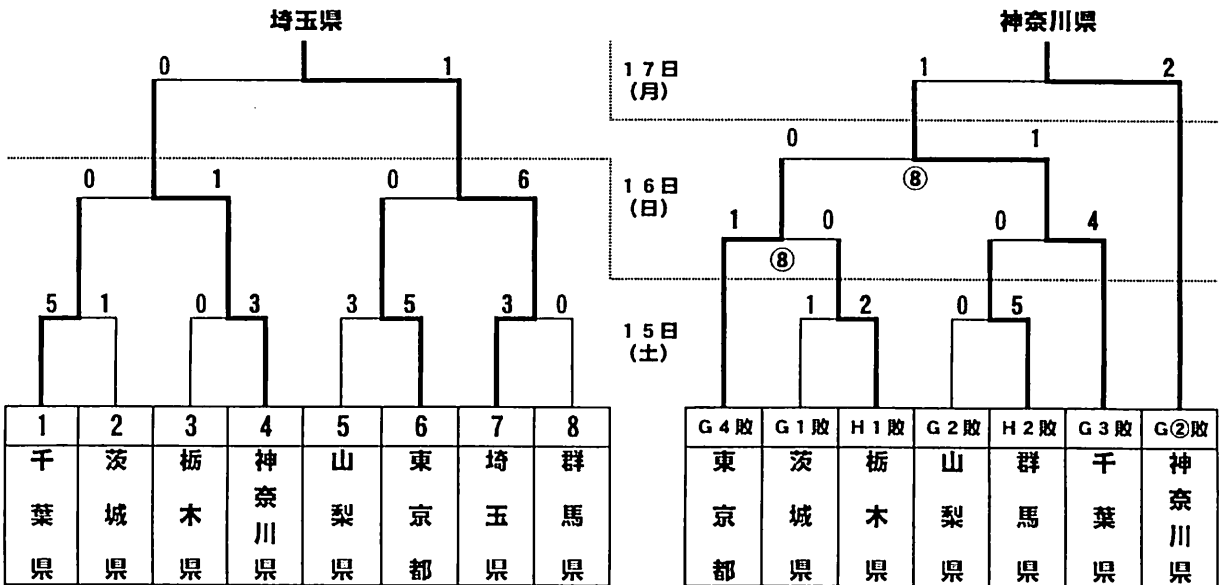 埼玉県 神奈川県
0 1 17日 1 2
(月)
0 1
0 1 0 6 16日 ⑧
(日)
1 0 0 4
⑧
5 1 0 3 3 5 3 0 1 2 0 5
15日
(土)
1 2 3 4 5 6 7 8 G4敗 G1敗 H1敗 G2敗 H2敗 G3敗 G②敗
千葉県 茨城県 栃木県 神奈川県 山梨県 東京都 埼玉県 群馬県 東京都 茨城県 栃木県 山梨県 群馬県 千葉県 神奈川県